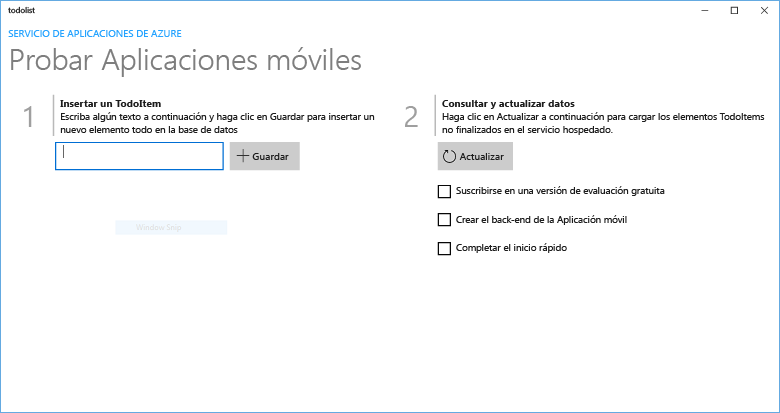 todolist
SERVICIO DE APLICACIONES DE AZURE
Probar Aplicaciones móviles
1
Insertar un TodoItem
Escriba algún texto a continuación y haga clic en Guardar para insertar un
nuevo elemento todo en la base de datos
Guardar
Window Snip
2
Consultar y actualizar datos
Haga clic en Actualizar a continuación para cargar los elementos TodoItems
no finalizados en el servicio hospedado.
Actualizar
Suscribirse en una versión de evaluación gratuita
Crear el back-end de la Aplicación móvil
Completar el inicio rápido